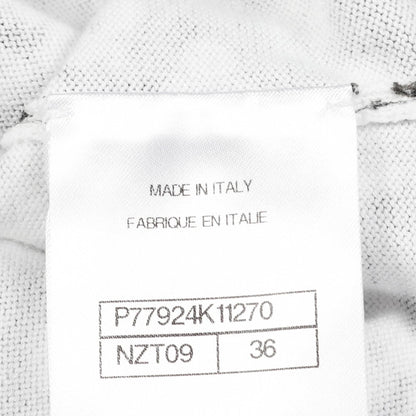 MADE IN ITALY
FABRIQUE EN ITALIE
P77924K11270
NZT09 36